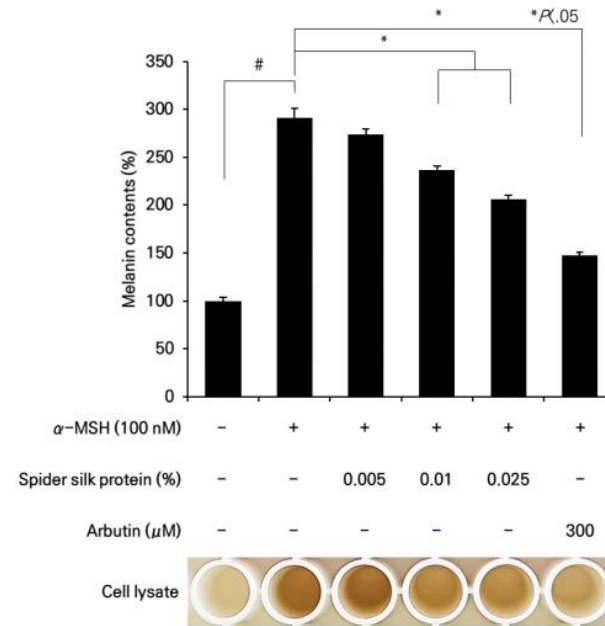 * *P(.05
*
#
350
300
250
200
150
100
50
0
Melanin contents (%)
α-MSH (100 nM) − + + + + +
Spider silk protein (%) − − 0.005 0.01 0.025 −
Arbutin (μM) − − − − − 300
Cell lysate